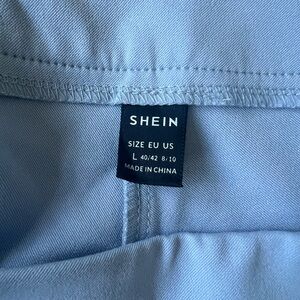 SHEIN
SIZE EU US
L 40/42 8/10
MADE IN CHINA